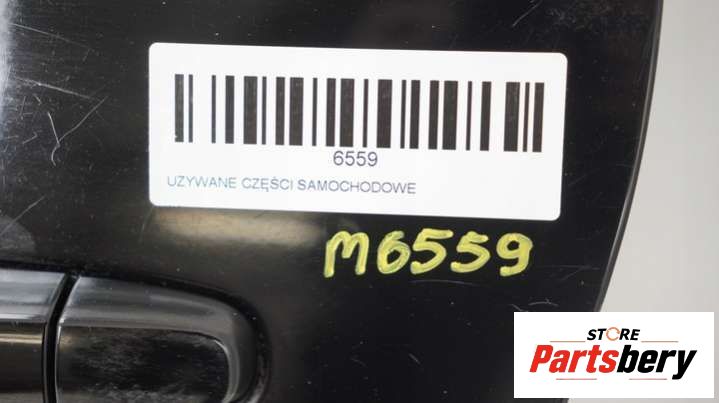 6559
UZYWANE CZĘŚCI SAMOCHODOWE
M6559
STORE
Partsbery